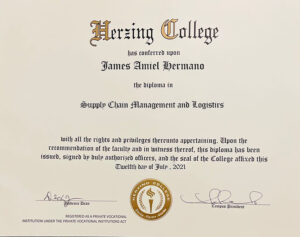 Herzing College
has conferred upon
James Amiel Hermano
the diploma in
Supply Chain Management and Logistics
with all the rights and privileges thereunto appertaining. Upon the
recommendation of the faculty and in witness thereof, this diploma has been
issued, signed by duly authorized officers, and the seal of the College affixed this
Twelfth day of July, 2021
Dean
Campus President
HERZING COLLEGE
REGISTERED AS A PRIVATE VOCATIONAL
INSTITUTION UNDER THE PRIVATE VOCATIONAL INSTITUTIONS ACT